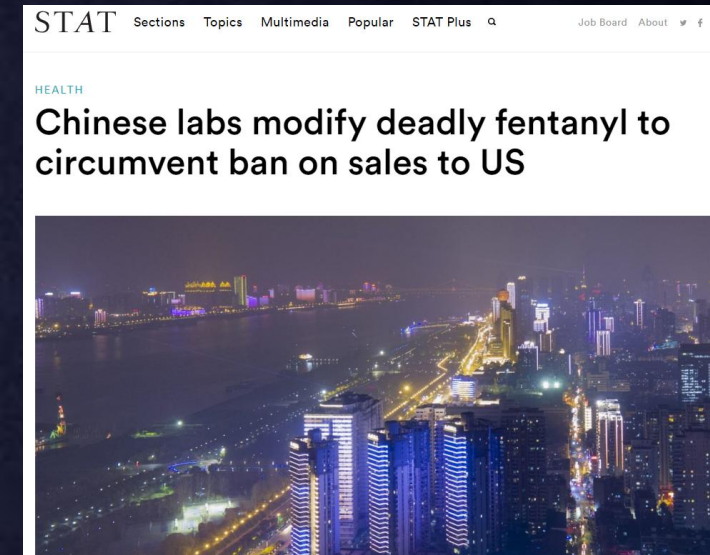 STAT Sections Topics Multimedia Popular STAT Plus Job Board About
HEALTH
Chinese labs modify deadly fentanyl to
circumvent ban on sales to US